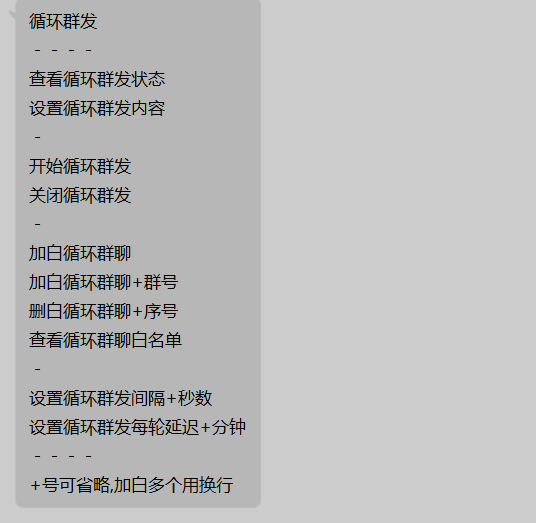 循环群发
- - - -
查看循环群发状态
设置循环群发内容
-
开始循环群发
关闭循环群发
-
加白循环群聊
加白循环群聊+群号
删白循环群聊+序号
查看循环群聊白名单
-
设置循环群发间隔+秒数
设置循环群发每轮延迟+分钟
- - - -
+号可省略,加白多个用换行